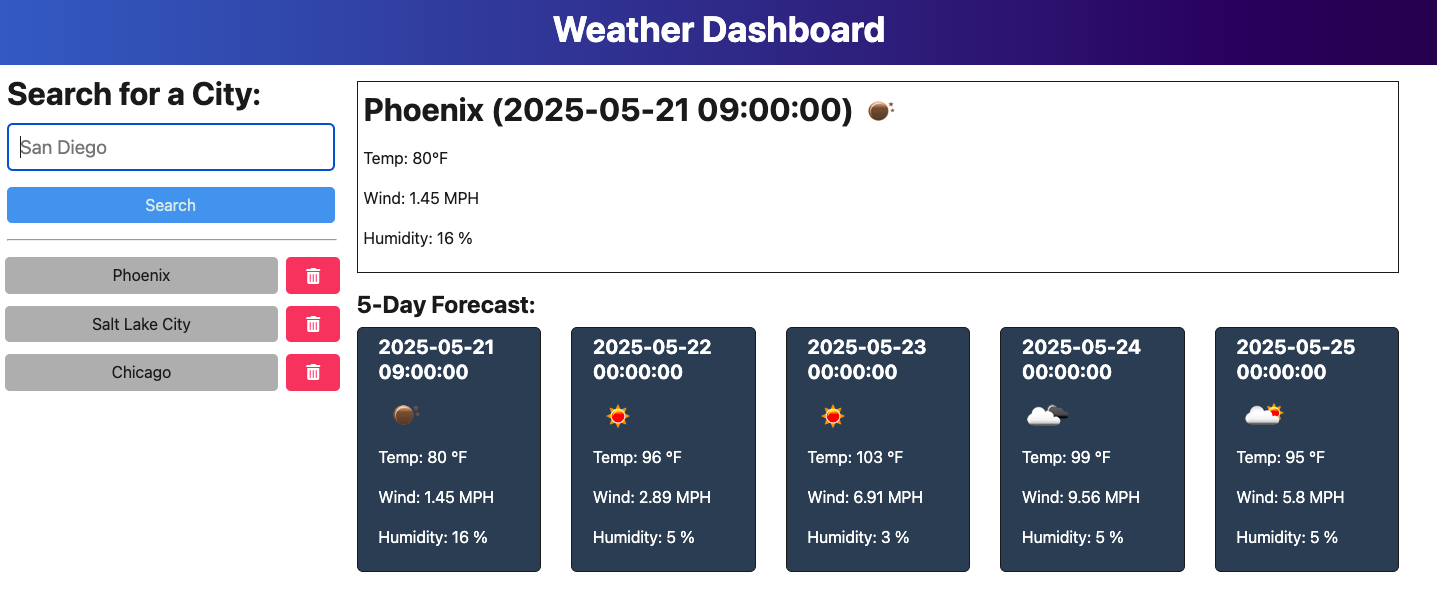 Weather Dashboard
Search for a City:
San Diego
Search
Phoenix
Salt Lake City
Chicago
Phoenix (2025-05-21 09:00:00)
Temp: 80°F
Wind: 1.45 MPH
Humidity: 16 %
5-Day Forecast:
2025-05-21
09:00:00
Temp: 80 °F
Wind: 1.45 MPH
Humidity: 16 %
2025-05-22
00:00:00
Temp: 96 °F
Wind: 2.89 MPH
Humidity: 5 %
2025-05-23
00:00:00
Temp: 103 °F
Wind: 6.91 MPH
Humidity: 3 %
2025-05-24
00:00:00
Temp: 99 °F
Wind: 9.56 MPH
Humidity: 5 %
2025-05-25
00:00:00
Temp: 95 °F
Wind: 5.8 MPH
Humidity: 5 %